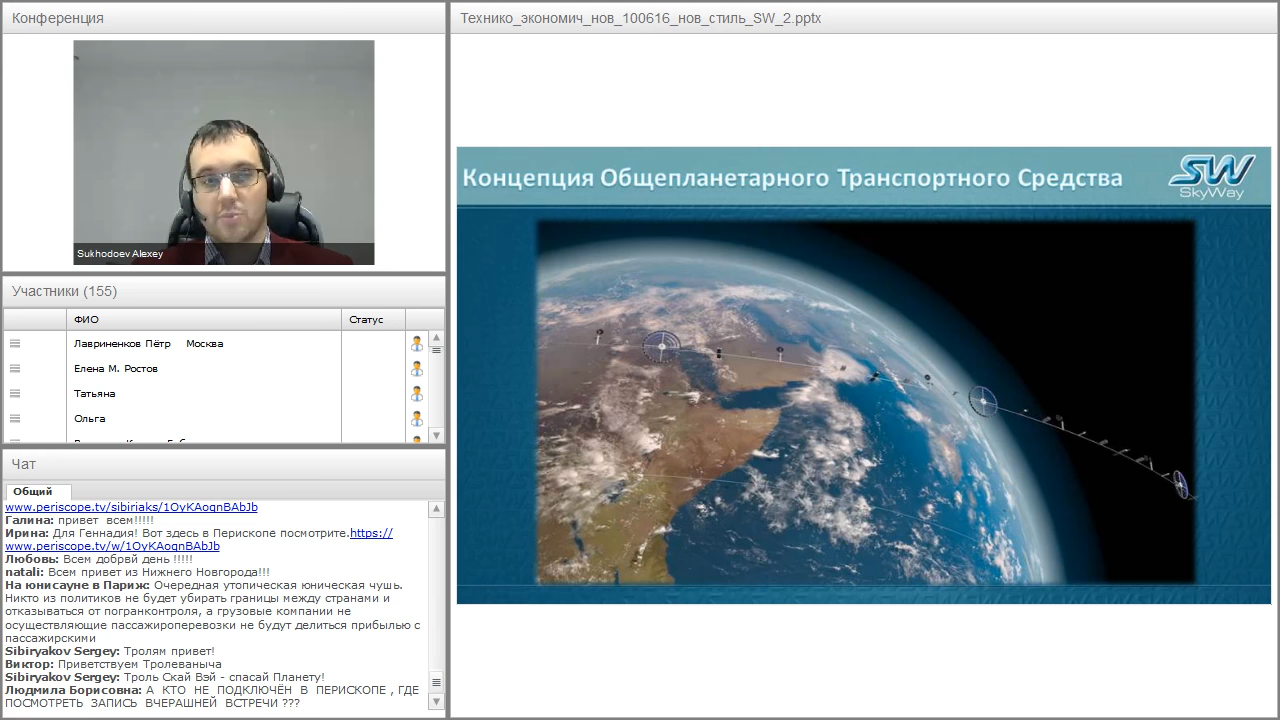 Конференция
Sukhodoev Alexey
Участники (155)
ФИО Статус
Лавриненков Пётр Москва
Елена М. Ростов
Татьяна
Ольга
Чат
Общий
www.periscope.tv/sibiriaks/1OyKAognBAbJb
Галина: привет всем!!!!!
Ирина: Для Геннадия! Вот здесь в Перископе посмотрите.https://
www.periscope.tv/w/1OyKAognBAbJb
Любовь: Всем добрвй день !!!!!
natali: Всем привет из Нижнего Новгорода!!!
На юнисауне в Париж: Очередная утопическая юническая чушь.
Никто из политиков не будет убирать границы между странами и
отказываться от погранконтроля, а грузовые компании не
осуществляющие пассажироперевозки не будут делиться прибылью с
пассажирскими
Sibiryakov Sergey: Тролям привет!
Виктор: Приветствуем Тролеваныча
Sibiryakov Sergey: Троль Скай Вэй - спасай Планету!
Людмила Борисовна: А КТО НЕ ПОДКЛЮЧЁН В ПЕРИСКОПЕ , ГДЕ
ПОСМОТРЕТЬ ЗАПИСЬ ВЧЕРАШНЕЙ ВСТРЕЧИ ???
Технико_экономич_нов_100616_нов_стиль_SW_2.pptx
Концепция Общепланетарного Транспортного Средства
SW
SkyWay